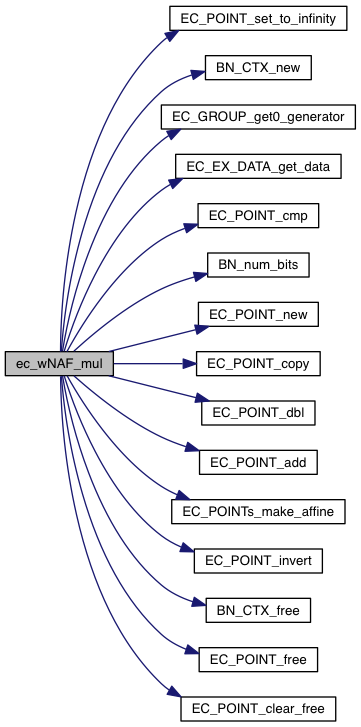 EC_POINT_set_to_infinity
BN_CTX_new
EC_GROUP_get0_generator
EC_EX_DATA_get_data
EC_POINT_cmp
BN_num_bits
EC_POINT_new
ec_wNAF_mul
EC_POINT_copy
EC_POINT_dbl
EC_POINT_add
EC_POINTs_make_affine
EC_POINT_invert
BN_CTX_free
EC_POINT_free
EC_POINT_clear_free